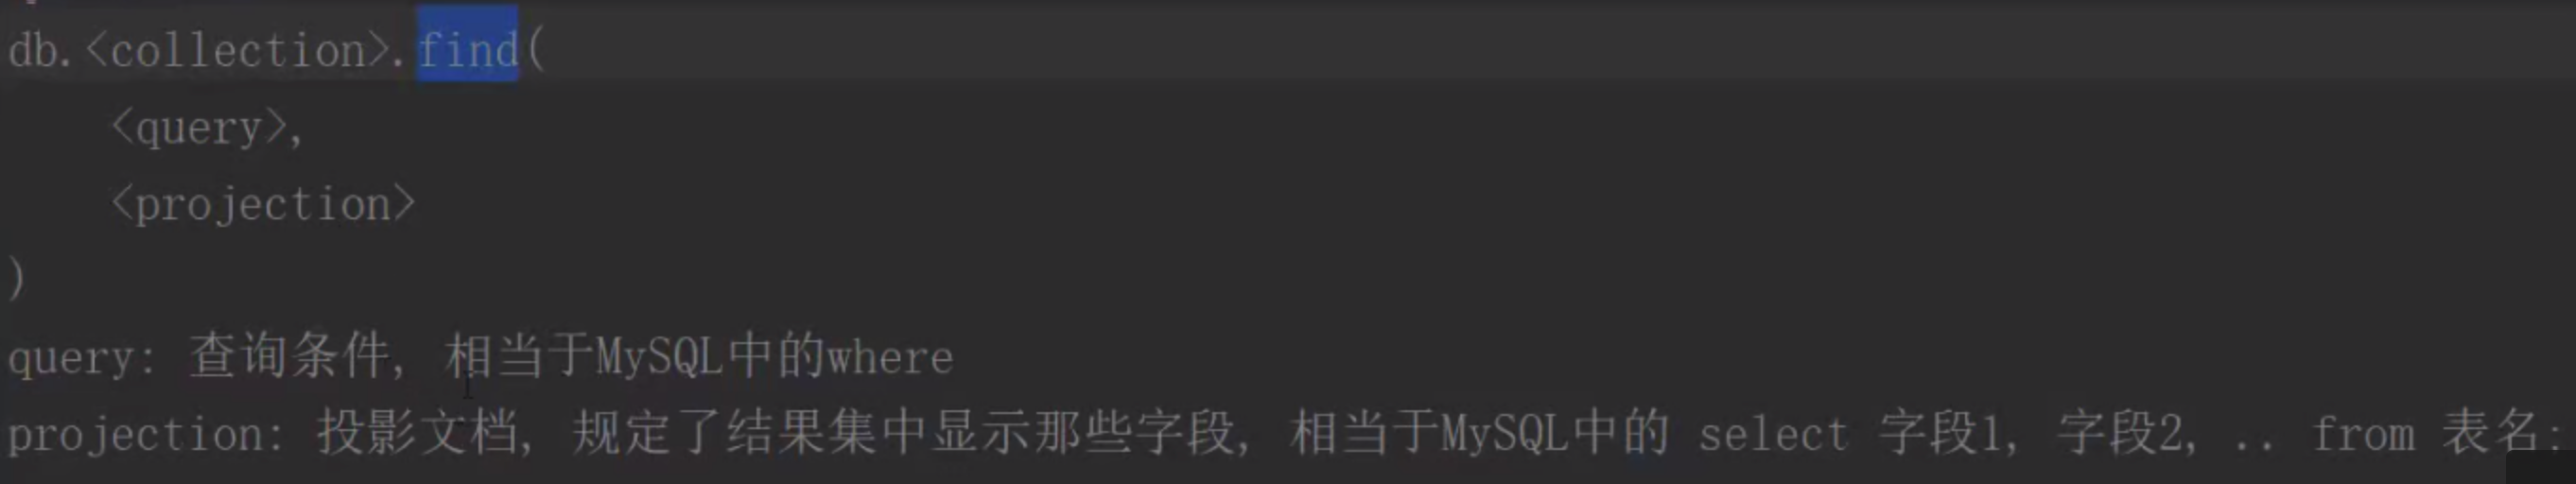 db.<collection>.find(
<query>,
<projection>
)
query: 查询条件, 相当于MySQL中的where
projection: 投影文档, 规定了结果集中显示那些字段, 相当于MySQL中的 select 字段1, 字段2, .. from 表名: